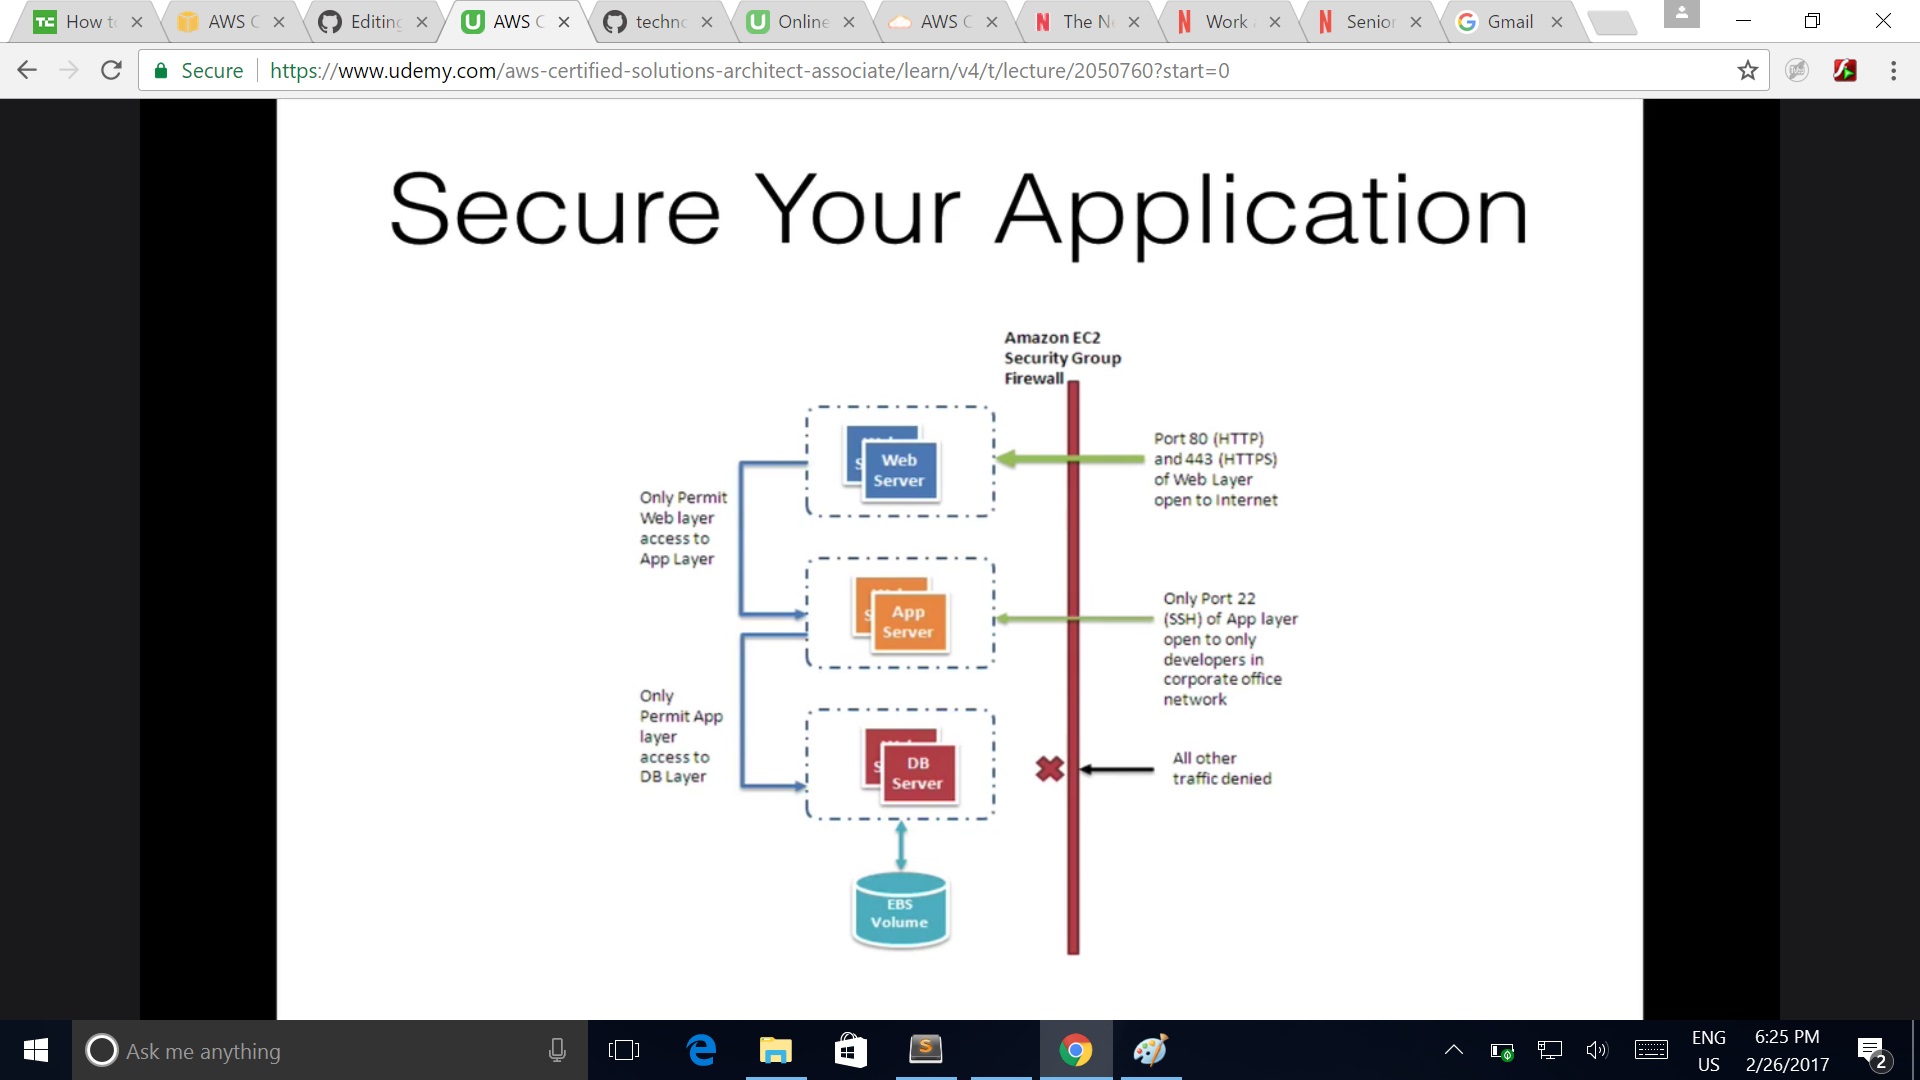 How to
AWS C
Editing
AWS C
techno
Online
AWS C
The N
Work
Senior
Gmail
Secure
https://www.udemy.com/aws-certified-solutions-architect-associate/learn/v4/t/lecture/2050760?start=0
Secure Your Application
Amazon EC2
Security Group
Firewall
Web
Server
Port 80 (HTTP)
and 443 (HTTPS)
of Web Layer
open to Internet
Only Permit
Web layer
access to
App Layer
App
Server
Only Port 22
(SSH) of App layer
open to only
developers in
corporate office
network
Only
Permit App
layer
access to
DB Layer
DB
Server
All other
traffic denied
EBS
Volume
Ask me anything
ENG
US
6:25 PM
2/26/2017
2